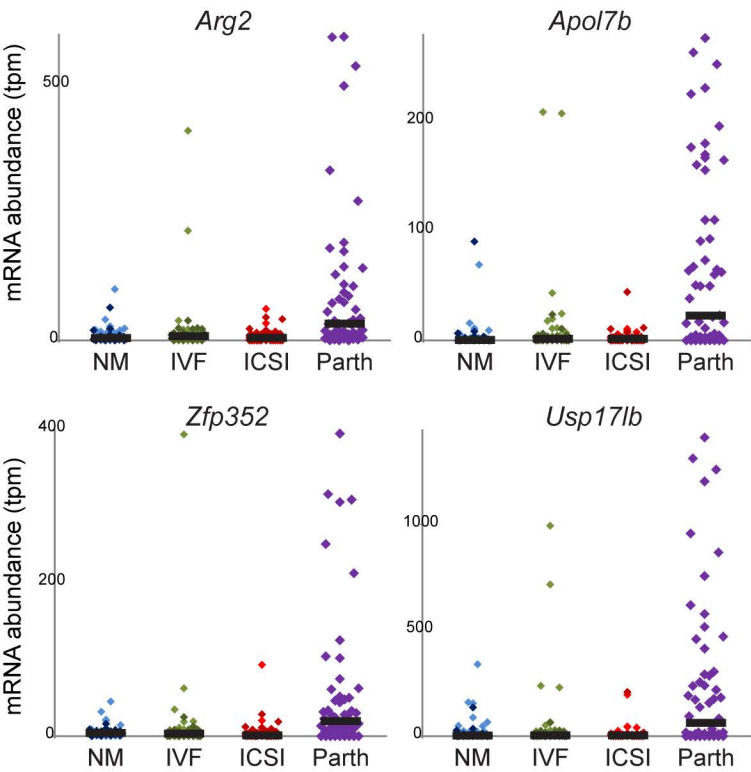 Arg2
mRNA abundance (tpm)
500
0
NM IVF ICSI Parth
Apol7b
200
100
0
NM IVF ICSI Parth
Zfp352
mRNA abundance (tpm)
400
200
0
NM IVF ICSI Parth
Usp17lb
1000
500
0
NM IVF ICSI Parth